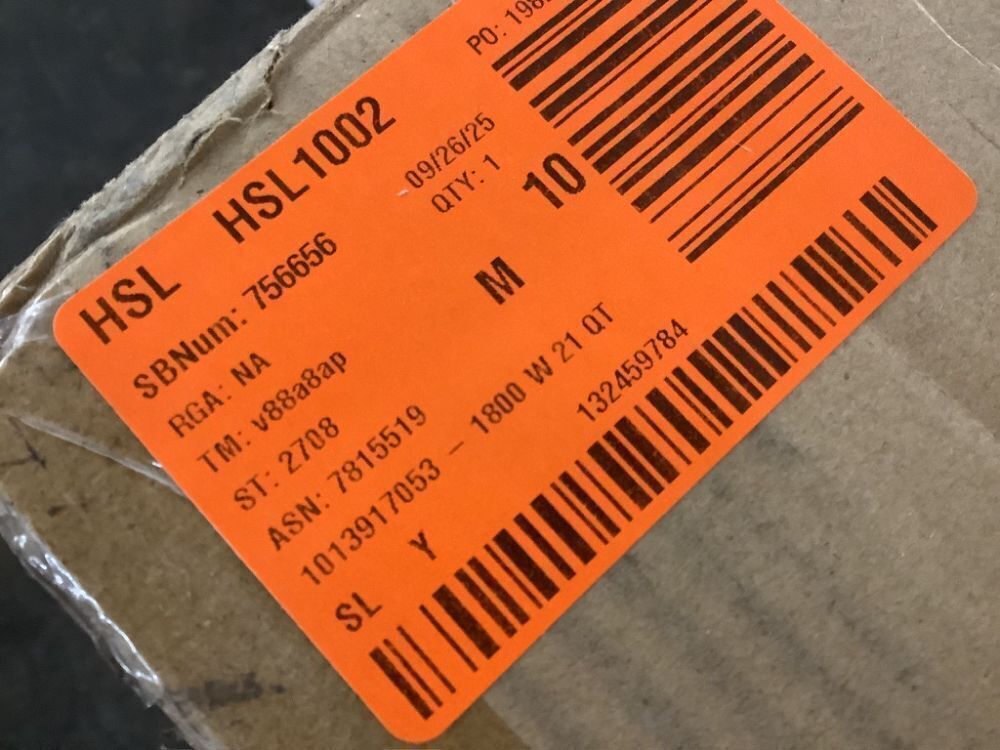 HSL HSL1002
PO:
SBNum: 756656 09/26/25
RGA: NA QTY: 1 10
TM: v88a8ap M
ST: 2708
ASN: 7815519
1013917053 – 1800 W 21 QT
SL Y 132459784